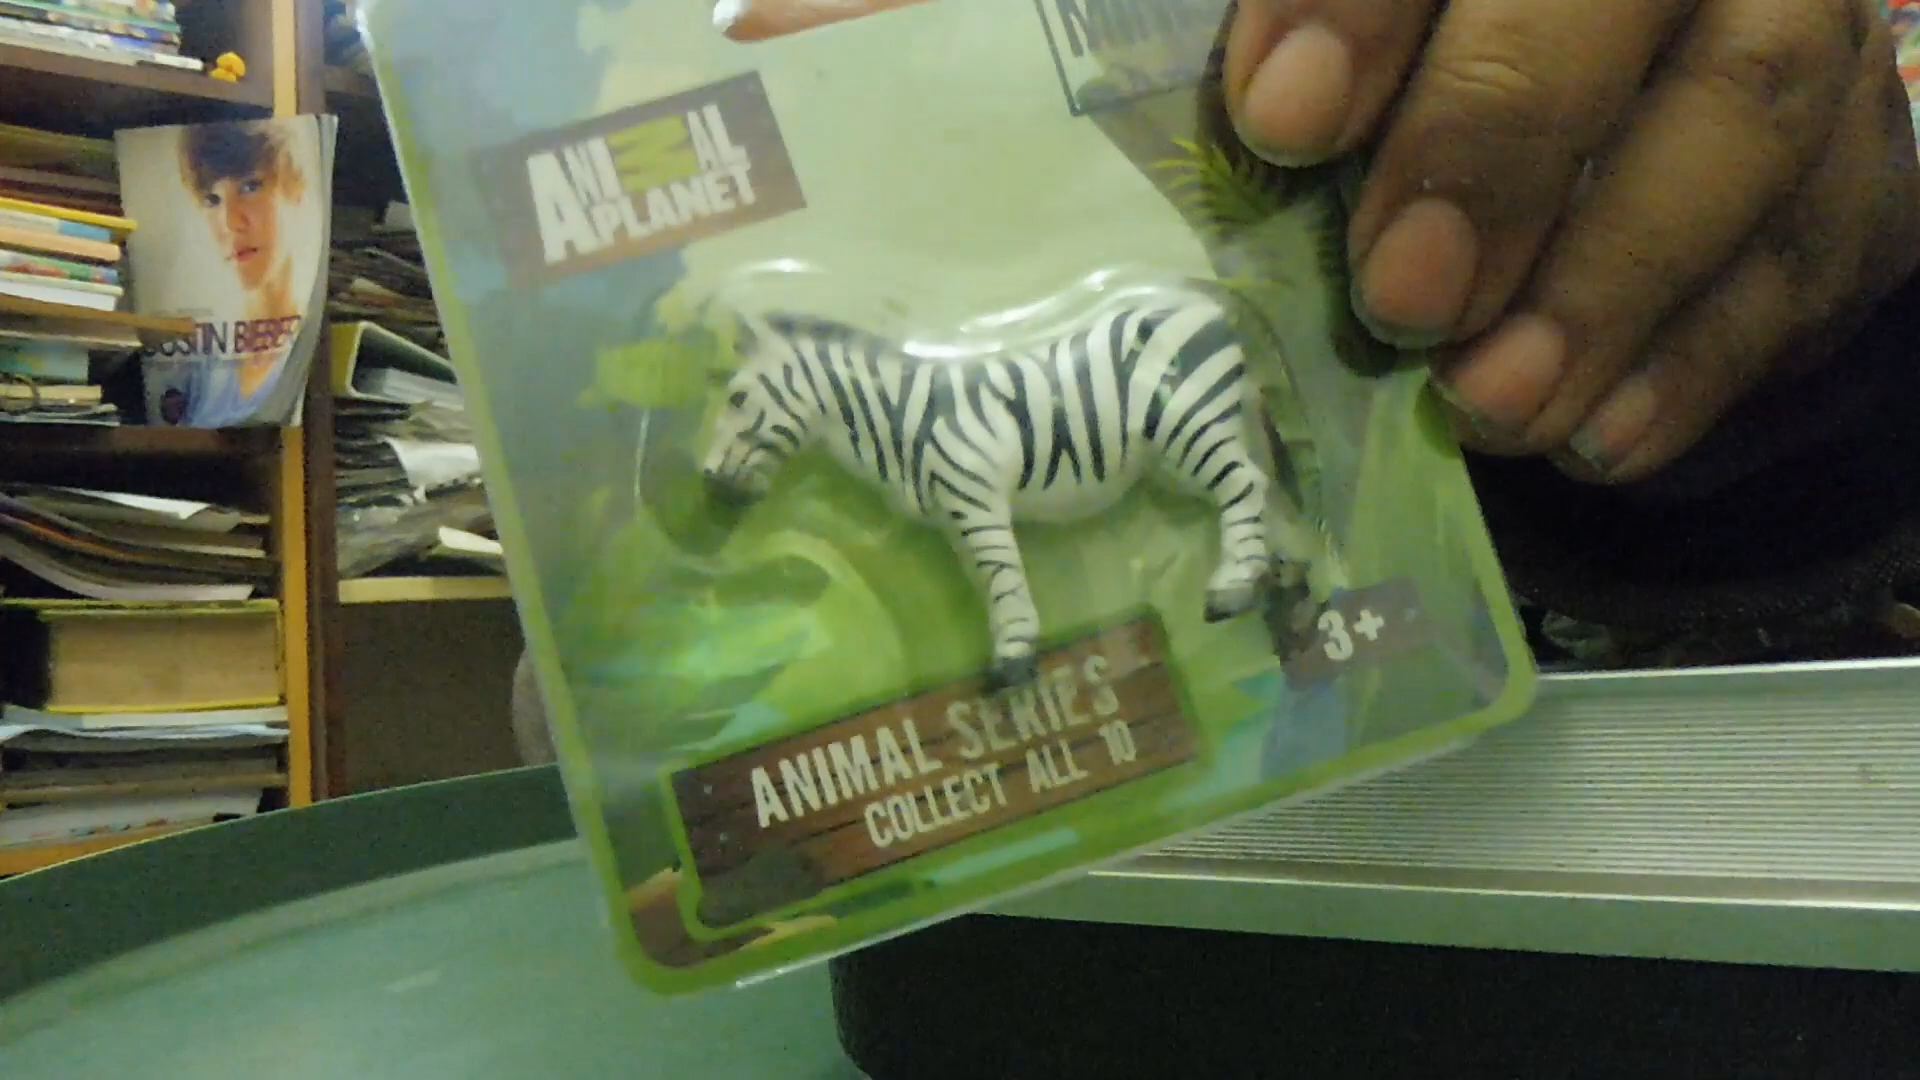 ANIMAL
PLANET
JUSTIN BIEBER
3+
ANIMAL SERIES
COLLECT ALL 10